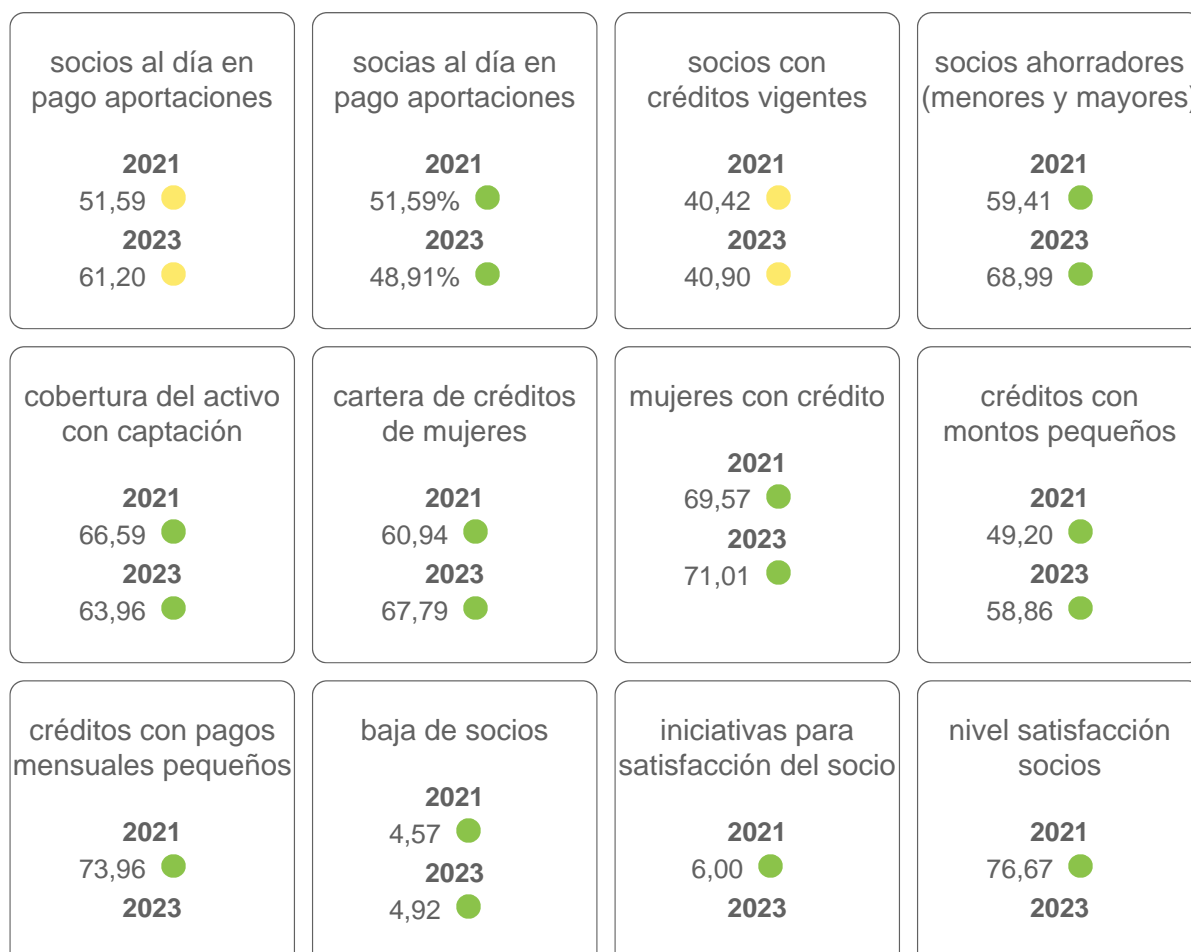 socios al día en
pago aportaciones
2021
51,59
2023
61,20
socias al día en
pago aportaciones
2021
51,59%
2023
48,91%
socios con
créditos vigentes
2021
40,42
2023
40,90
socios ahorradores
(menores y mayores)
2021
59,41
2023
68,99
cobertura del activo
con captación
2021
66,59
2023
63,96
cartera de créditos
de mujeres
2021
60,94
2023
67,79
mujeres con crédito
2021
69,57
2023
71,01
créditos con
montos pequeños
2021
49,20
2023
58,86
créditos con pagos
mensuales pequeños
2021
73,96
2023
baja de socios
2021
4,57
2023
4,92
iniciativas para
satisfacción del socio
2021
6,00
2023
nivel satisfacción
socios
2021
76,67
2023